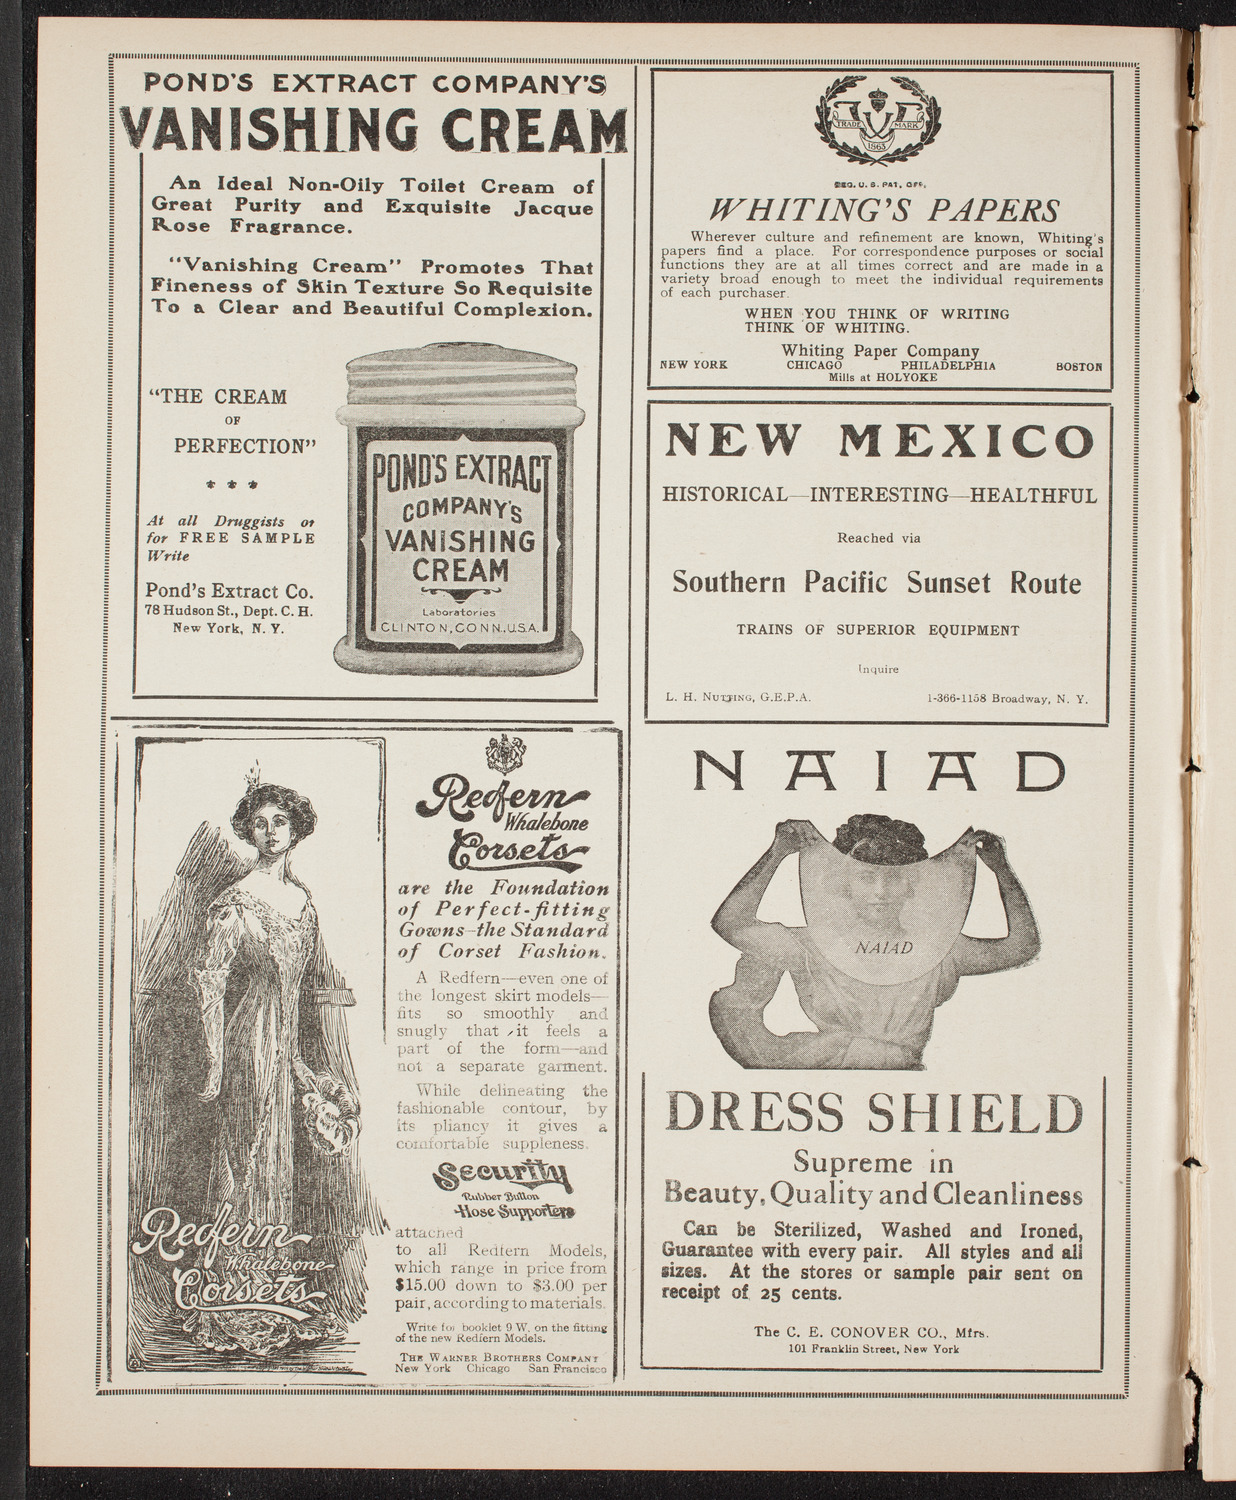 POND'S EXTRACT COMPANY'S
VANISHING CREAM
An Ideal Non-Oily Toilet Cream of
Great Purity and Exquisite Jacque
Rose Fragrance.
"Vanishing Cream" Promotes That
Fineness of Skin Texture So Requisite
To a Clear and Beautiful Complexion.
"THE CREAM
OF
PERFECTION"
* * *
At all Druggists or
for FREE SAMPLE
Write
Pond's Extract Co.
78 Hudson St., Dept. C. H.
New York, N. Y.
POND'S EXTRACT
COMPANY'S
VANISHING
CREAM
Laboratories
CLINTON, CONN., U.S.A.
TRADE MARK
1865
REG. U. S. PAT. OFF.
WHITING'S PAPERS
Wherever culture and refinement are known, Whiting's
papers find a place. For correspondence purposes or social
functions they are at all times correct and are made in a
variety broad enough to meet the individual requirements
of each purchaser.
WHEN YOU THINK OF WRITING
THINK OF WHITING.
Whiting Paper Company
NEW YORK CHICAGO PHILADELPHIA BOSTON
Mills at HOLYOKE
NEW MEXICO
HISTORICAL—INTERESTING—HEALTHFUL
Reached via
Southern Pacific Sunset Route
TRAINS OF SUPERIOR EQUIPMENT
Inquire
L. H. NUTTING, G.E.P.A. 1-366-1158 Broadway, N. Y.
Redfern
Whalebone
Corsets
Redfern
Whalebone
Corsets
are the Foundation
of Perfect-fitting
Gowns—the Standard
of Corset Fashion.
A Redfern—even one of
the longest skirt models—
fits so smoothly and
snugly that it feels a
part of the form—and
not a separate garment.
While delineating the
fashionable contour, by
its pliancy it gives a
comfortable suppleness.
Security
Rubber Button
Hose Supporters
attached
to all Redfern Models,
which range in price from
$15.00 down to $3.00 per
pair, according to materials.
Write for booklet 9 W, on the fitting
of the new Redfern Models.
THE WARNER BROTHERS COMPANY
New York Chicago San Francisco
NAIAD
NAIAD
DRESS SHIELD
Supreme in
Beauty, Quality and Cleanliness
Can be Sterilized, Washed and Ironed,
Guarantee with every pair. All styles and all
sizes. At the stores or sample pair sent on
receipt of 25 cents.
The C. E. CONOVER CO., Mfrs.
101 Franklin Street, New York